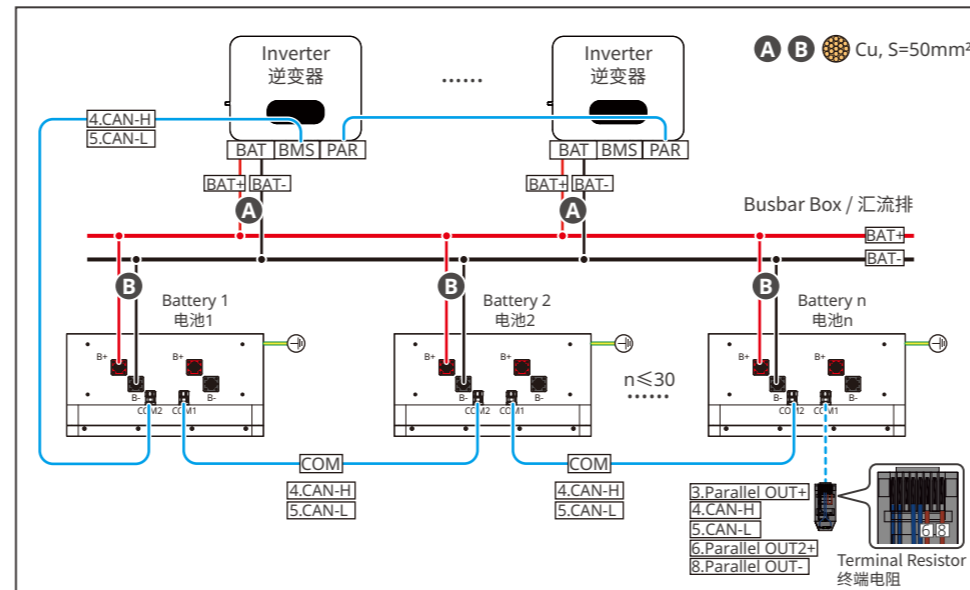 Inverter
逆变器
......
Inverter
逆变器
A B Cu, S=50mm²
4.CAN-H
5.CAN-L
BAT BMS PAR
BAT BMS PAR
BAT+ BAT-
BAT+ BAT-
A
A
Busbar Box / 汇流排
BAT+
BAT-
B
B
B
Battery 1
电池1
Battery 2
电池2
Battery n
电池n
B+ B+
B- B-
COM2 COM1
B+ B+
B- B-
COM2 COM1
n≤30
......
B+ B+
B- B-
COM2 COM1
COM
4.CAN-H
5.CAN-L
COM
4.CAN-H
5.CAN-L
3.Parallel OUT+
4.CAN-H
5.CAN-L
6.Parallel OUT2+
8.Parallel OUT-
6 8
Terminal Resistor
终端电阻